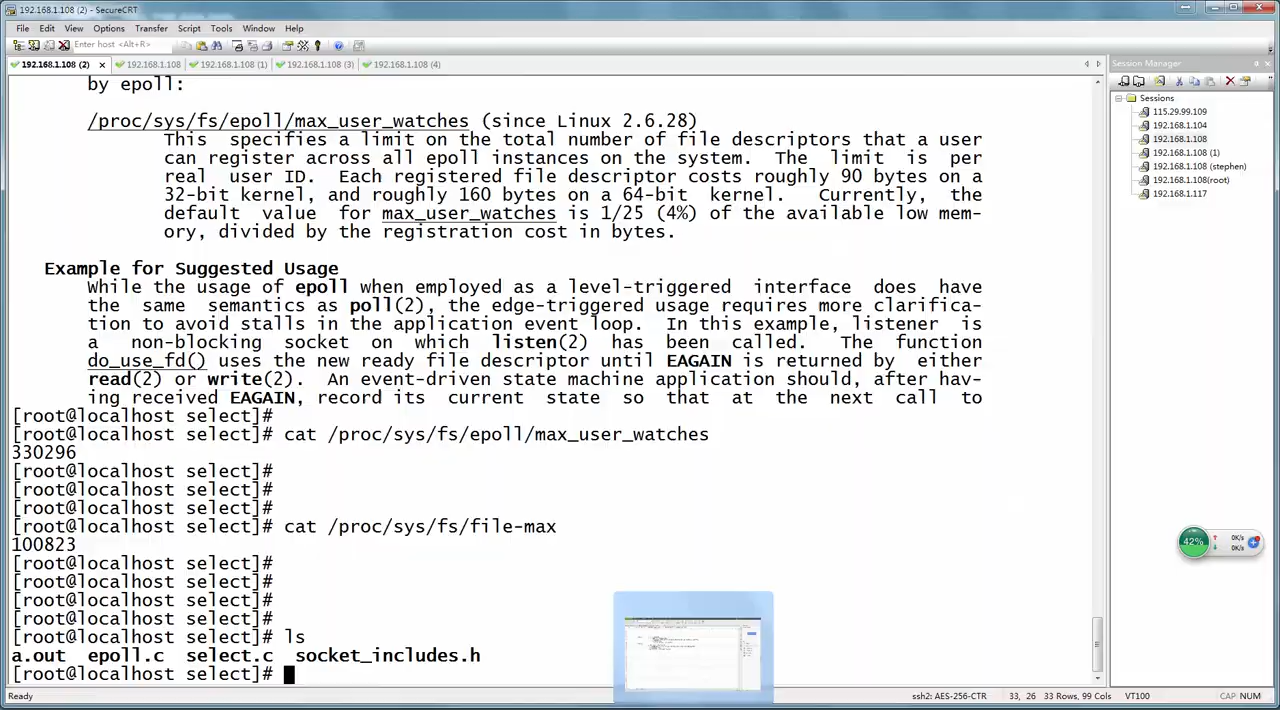 192.168.1.108 (2) - SecureCRT
File Edit View Options Transfer Script Tools Window Help
Enter host <Alt+R>
192.168.1.108 (2) 192.168.1.108 192.168.1.108 (1) 192.168.1.108 (3) 192.168.1.108 (4)
by epoll:
/proc/sys/fs/epoll/max_user_watches (since Linux 2.6.28)
This specifies a limit on the total number of file descriptors that a user
can register across all epoll instances on the system. The limit is per
real user ID. Each registered file descriptor costs roughly 90 bytes on a
32-bit kernel, and roughly 160 bytes on a 64-bit kernel. Currently, the
default value for max_user_watches is 1/25 (4%) of the available low mem-
ory, divided by the registration cost in bytes.
Example for Suggested Usage
While the usage of epoll when employed as a level-triggered interface does have
the same semantics as poll(2), the edge-triggered usage requires more clarifica-
tion to avoid stalls in the application event loop. In this example, listener is
a non-blocking socket on which listen(2) has been called. The function
do_use_fd() uses the new ready file descriptor until EAGAIN is returned by either
read(2) or write(2). An event-driven state machine application should, after hav-
ing received EAGAIN, record its current state so that at the next call to
[root@localhost select]#
[root@localhost select]# cat /proc/sys/fs/epoll/max_user_watches
330296
[root@localhost select]#
[root@localhost select]#
[root@localhost select]#
[root@localhost select]# cat /proc/sys/fs/file-max
100823
[root@localhost select]#
[root@localhost select]#
[root@localhost select]#
[root@localhost select]#
[root@localhost select]# ls
a.out epoll.c select.c socket_includes.h
[root@localhost select]#
Session Manager
Sessions
115.29.99.109
192.168.1.104
192.168.1.108
192.168.1.108 (1)
192.168.1.108 (stephen)
192.168.1.108(root)
192.168.1.117
42%
0K/s
0K/s
Ready ssh2: AES-256-CTR 33, 26 33 Rows, 99 Cols VT100 CAP NUM